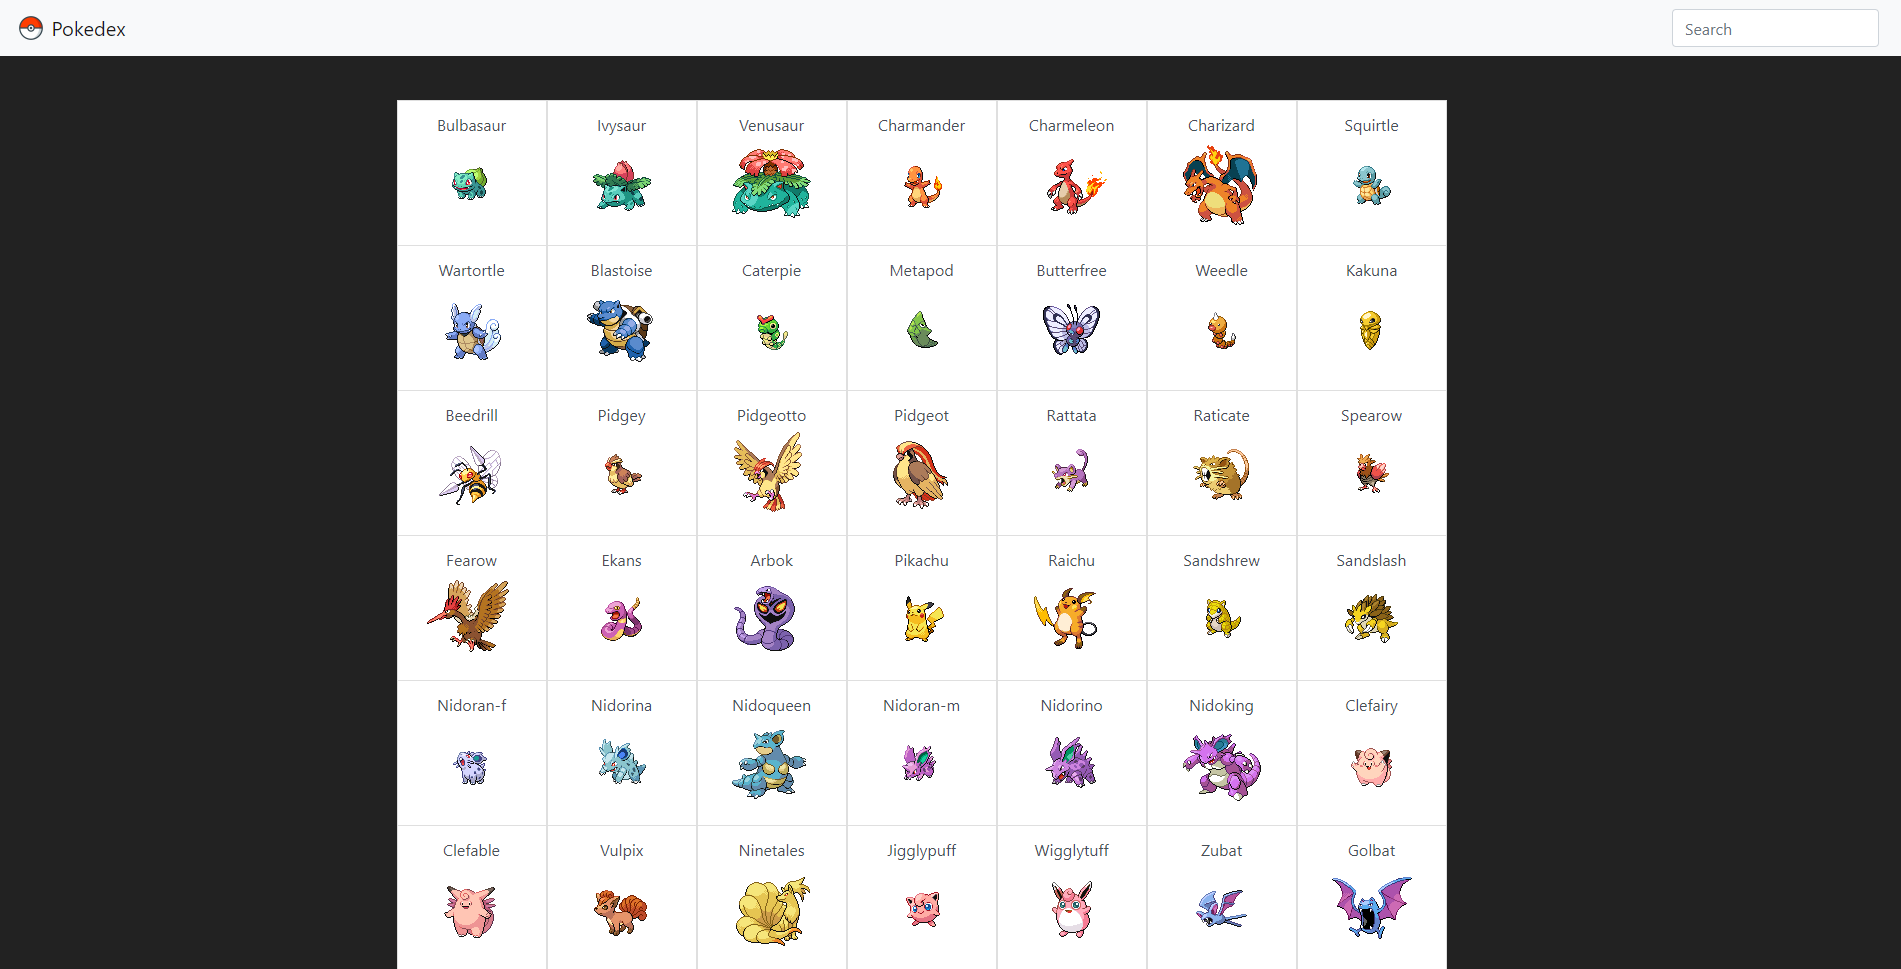 Pokedex
Search
Bulbasaur Ivysaur Venusaur Charmander Charmeleon Charizard Squirtle
Wartortle Blastoise Caterpie Metapod Butterfree Weedle Kakuna
Beedrill Pidgey Pidgeotto Pidgeot Rattata Raticate Spearow
Fearow Ekans Arbok Pikachu Raichu Sandshrew Sandslash
Nidoran-f Nidorina Nidoqueen Nidoran-m Nidorino Nidoking Clefairy
Clefable Vulpix Ninetales Jigglypuff Wigglytuff Zubat Golbat